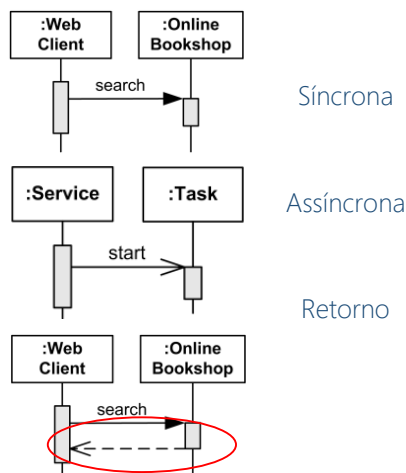 :Web
Client
:Online
Bookshop
search
Síncrona
:Service
:Task
Assíncrona
start
Retorno
:Web
Client
:Online
Bookshop
search